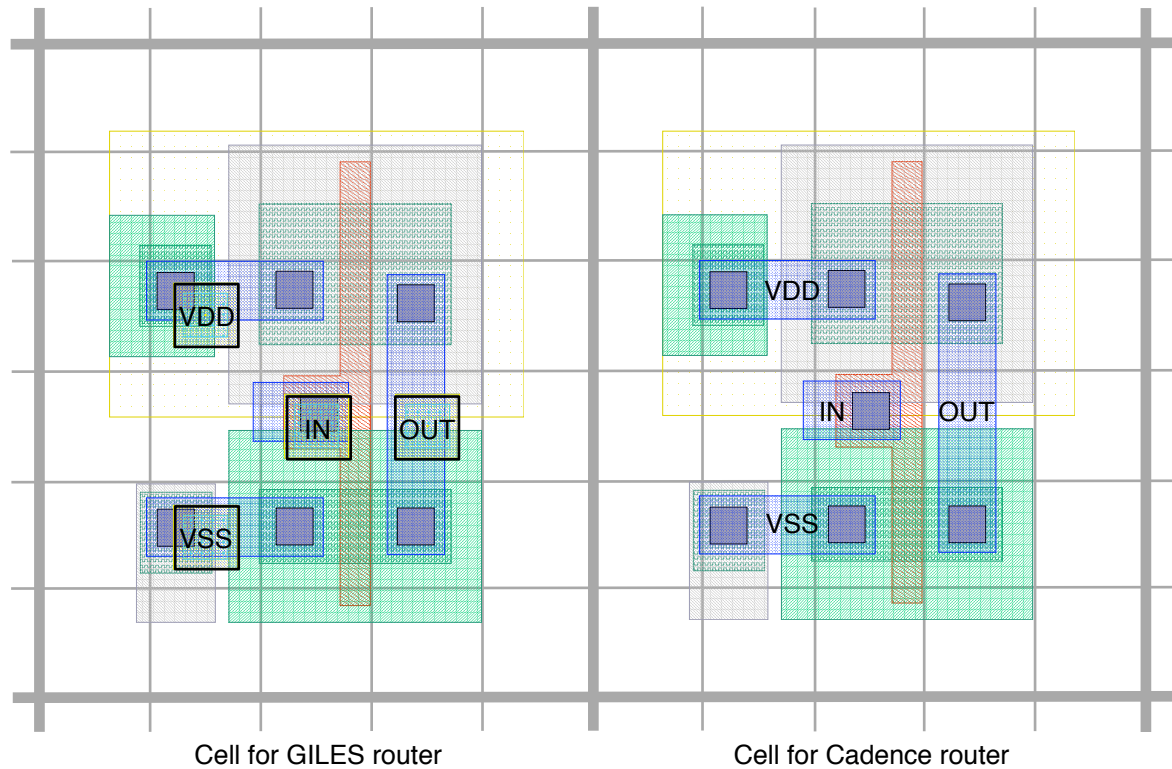 VDD
IN
OUT
VSS
VDD
IN
OUT
VSS
Cell for GILES router
Cell for Cadence router